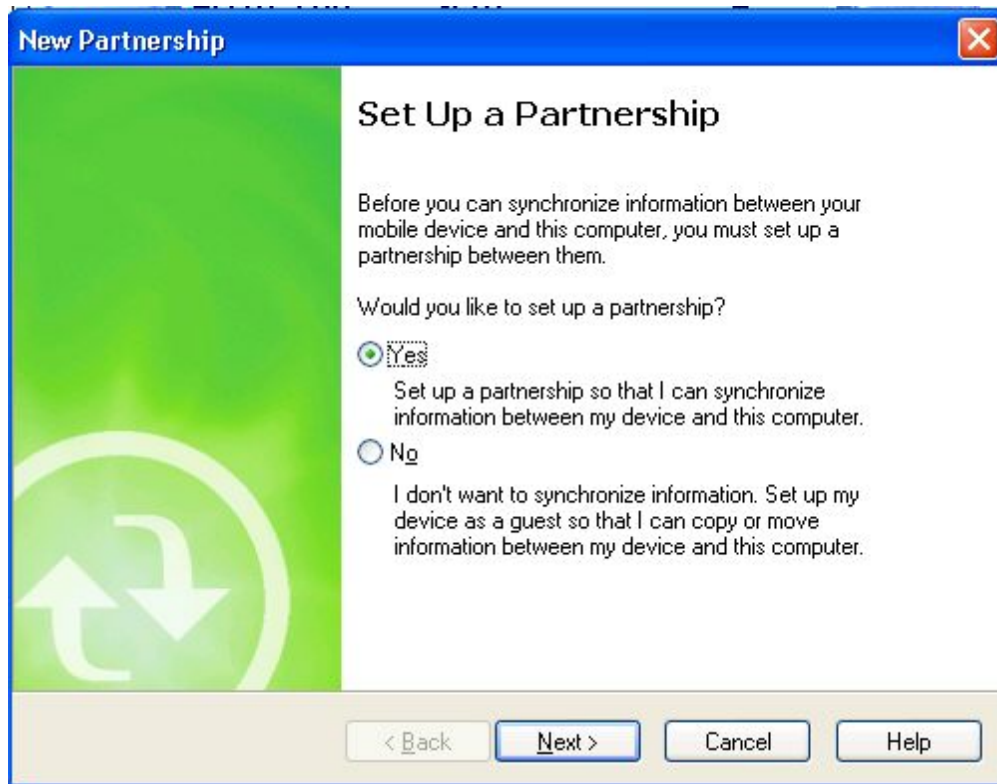 New Partnership
Set Up a Partnership
Before you can synchronize information between your
mobile device and this computer, you must set up a
partnership between them.
Would you like to set up a partnership?
Yes
Set up a partnership so that I can synchronize
information between my device and this computer.
No
I don't want to synchronize information. Set up my
device as a guest so that I can copy or move
information between my device and this computer.
< Back
Next >
Cancel
Help